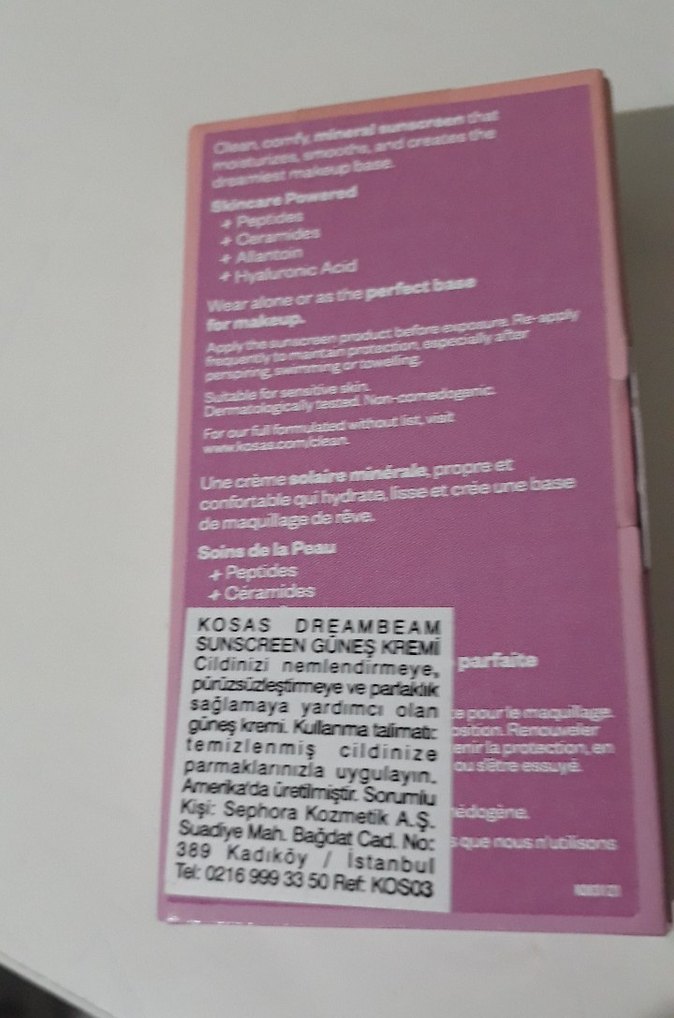 Clean, comfy, mineral sunscreen that
moisturizes, smooths, and creates the
dreamiest makeup base.
Skincare Powered
+ Peptides
+ Ceramides
+ Allantoin
+ Hyaluronic Acid
Wear alone or as the perfect base
for makeup.
Apply the sunscreen product before exposure. Re-apply
frequently to maintain protection, especially after
perspiring, swimming or towelling.
Suitable for sensitive skin.
Dermatologically tested. Non-comedogenic.
For our full formulated without list, visit
www.kosas.com/clean.
Une crème solaire minérale, propre et
confortable qui hydrate, lisse et crée une base
de maquillage de rêve.
Soins de la Peau
+ Peptides
+ Céramides
parfaite
pour le maquillage.
Renouveler
la protection, en
ou s'être essuyé.
que nous n'utilisons
KOSAS DREAMBEAM
SUNSCREEN GÜNEŞ KREMİ
Cildinizi nemlendirmeye,
pürüzsüzleştirmeye ve parlaklık
sağlamaya yardımcı olan
güneş kremi. Kullanma talimatı:
temizlenmiş cildinize
parmaklarınızla uygulayın.
Amerika'da üretilmiştir. Sorumlu
Kişi: Sephora Kozmetik A.Ş.
Suadiye Mah. Bağdat Cad. No:
389 Kadıköy / İstanbul
Tel: 0216 999 33 50 Ref: KOS03